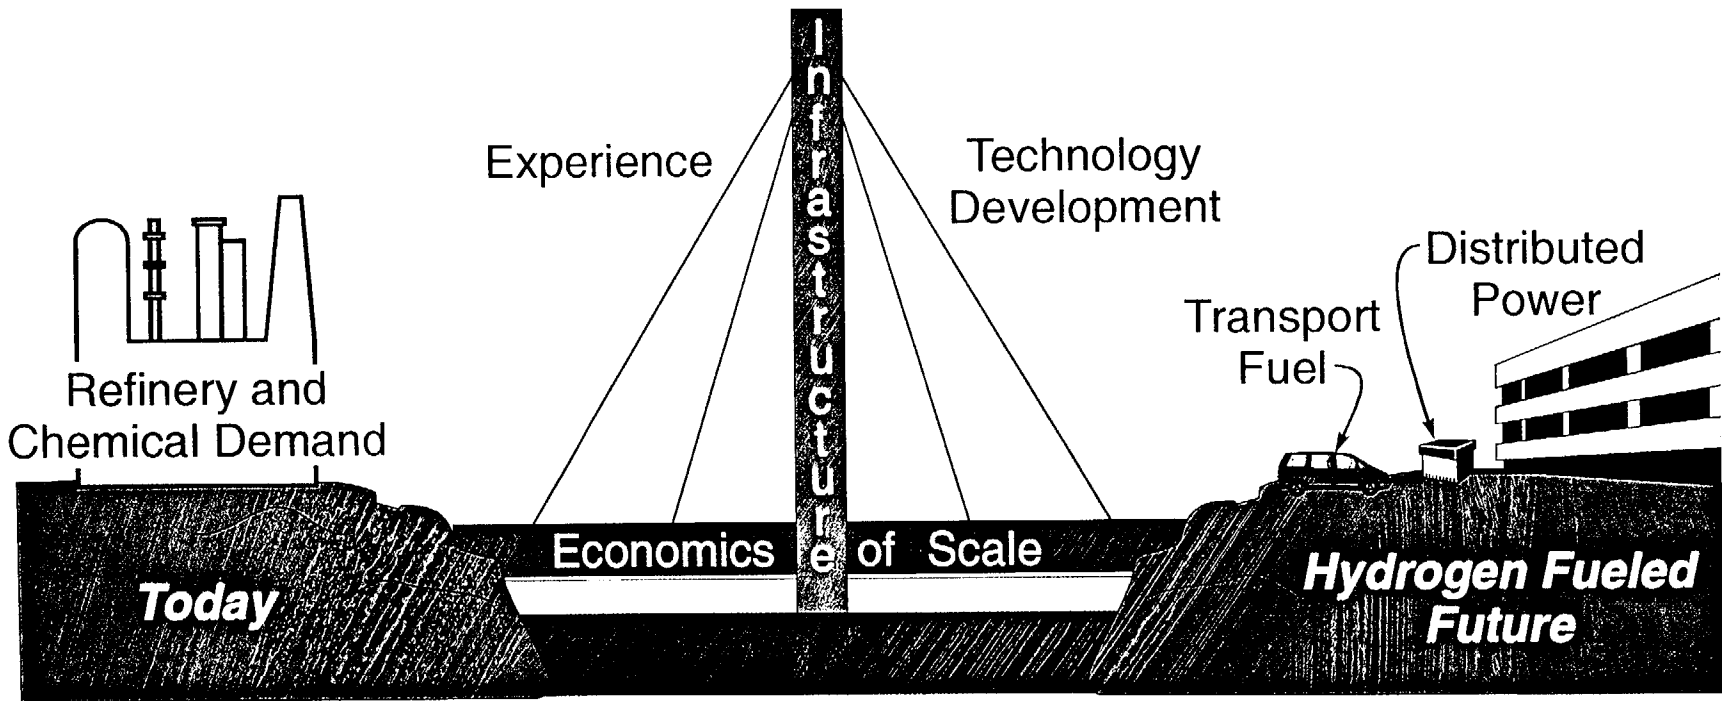 Infrastructure
Experience
Technology
Development
Distributed
Power
Transport
Fuel
Refinery and
Chemical Demand
Economics of Scale
Today
Hydrogen Fueled
Future